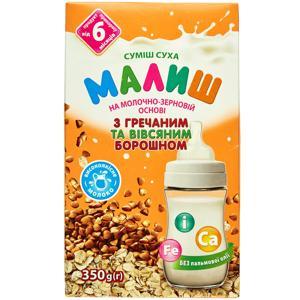 від 6 місяців
СУМІШ СУХА
МАЛИШ
НА МОЛОЧНО-ЗЕРНОВІЙ
ОСНОВІ
З ГРЕЧАНИМ
ТА ВІВСЯНИМ
БОРОШНОМ
високоякісне
молоко
i
Ca
Fe
БЕЗ пальмової олії
350g(г)